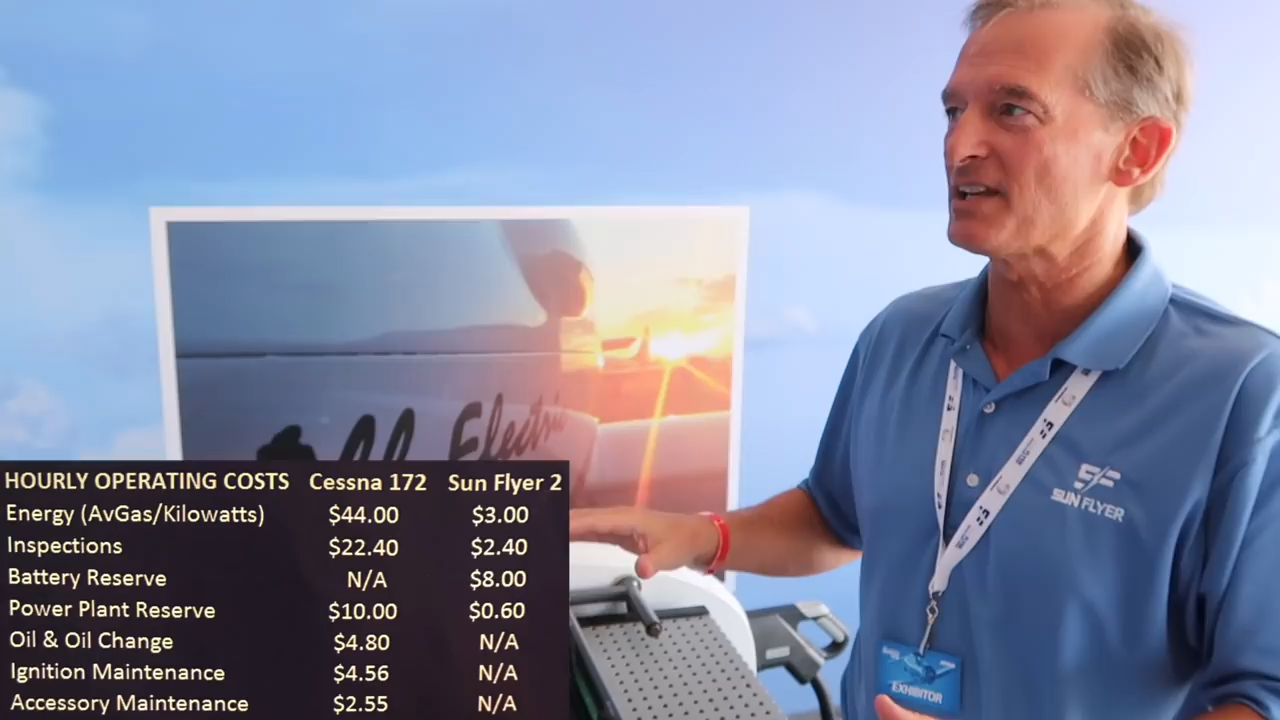 Electric
SUN FLYER
EXHIBITOR
HOURLY OPERATING COSTS Cessna 172 Sun Flyer 2
Energy (AvGas/Kilowatts) $44.00 $3.00
Inspections $22.40 $2.40
Battery Reserve N/A $8.00
Power Plant Reserve $10.00 $0.60
Oil & Oil Change $4.80 N/A
Ignition Maintenance $4.56 N/A
Accessory Maintenance $2.55 N/A